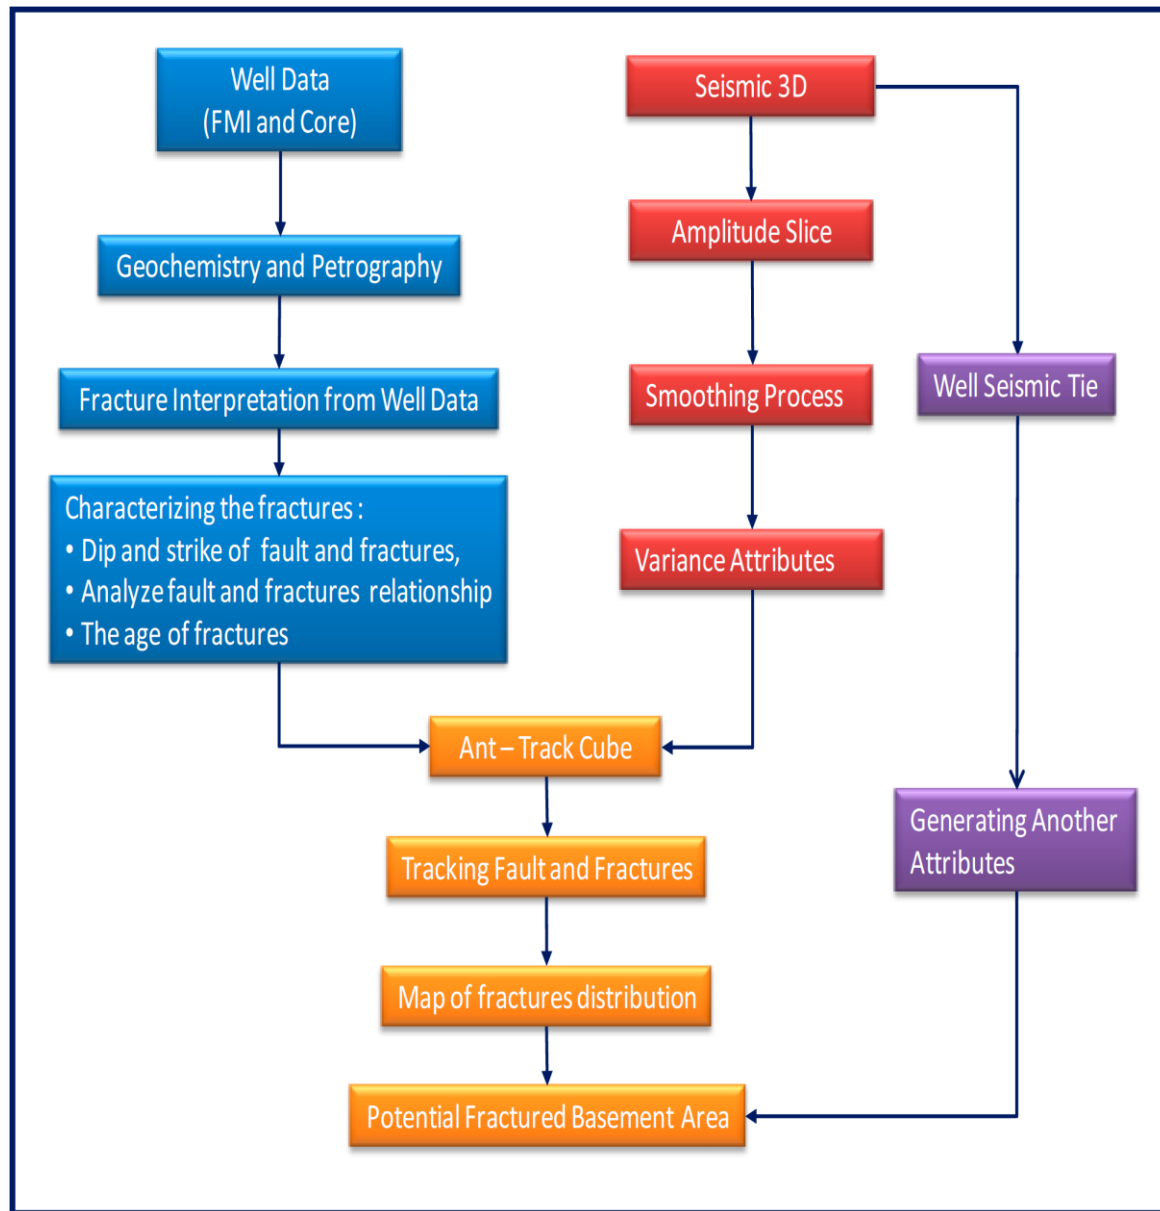 Well Data
(FMI and Core)
Geochemistry and Petrography
Fracture Interpretation from Well Data
Characterizing the fractures :
• Dip and strike of fault and fractures,
• Analyze fault and fractures relationship
• The age of fractures
Seismic 3D
Amplitude Slice
Smoothing Process
Variance Attributes
Well Seismic Tie
Generating Another
Attributes
Ant – Track Cube
Tracking Fault and Fractures
Map of fractures distribution
Potential Fractured Basement Area